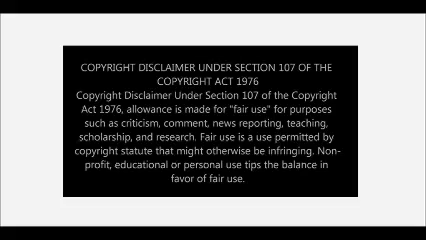 COPYRIGHT DISCLAIMER UNDER SECTION 107 OF THE
COPYRIGHT ACT 1976
Copyright Disclaimer Under Section 107 of the Copyright
Act 1976, allowance is made for "fair use" for purposes
such as criticism, comment, news reporting, teaching,
scholarship, and research. Fair use is a use permitted by
copyright statute that might otherwise be infringing. Non-
profit, educational or personal use tips the balance in
favor of fair use.